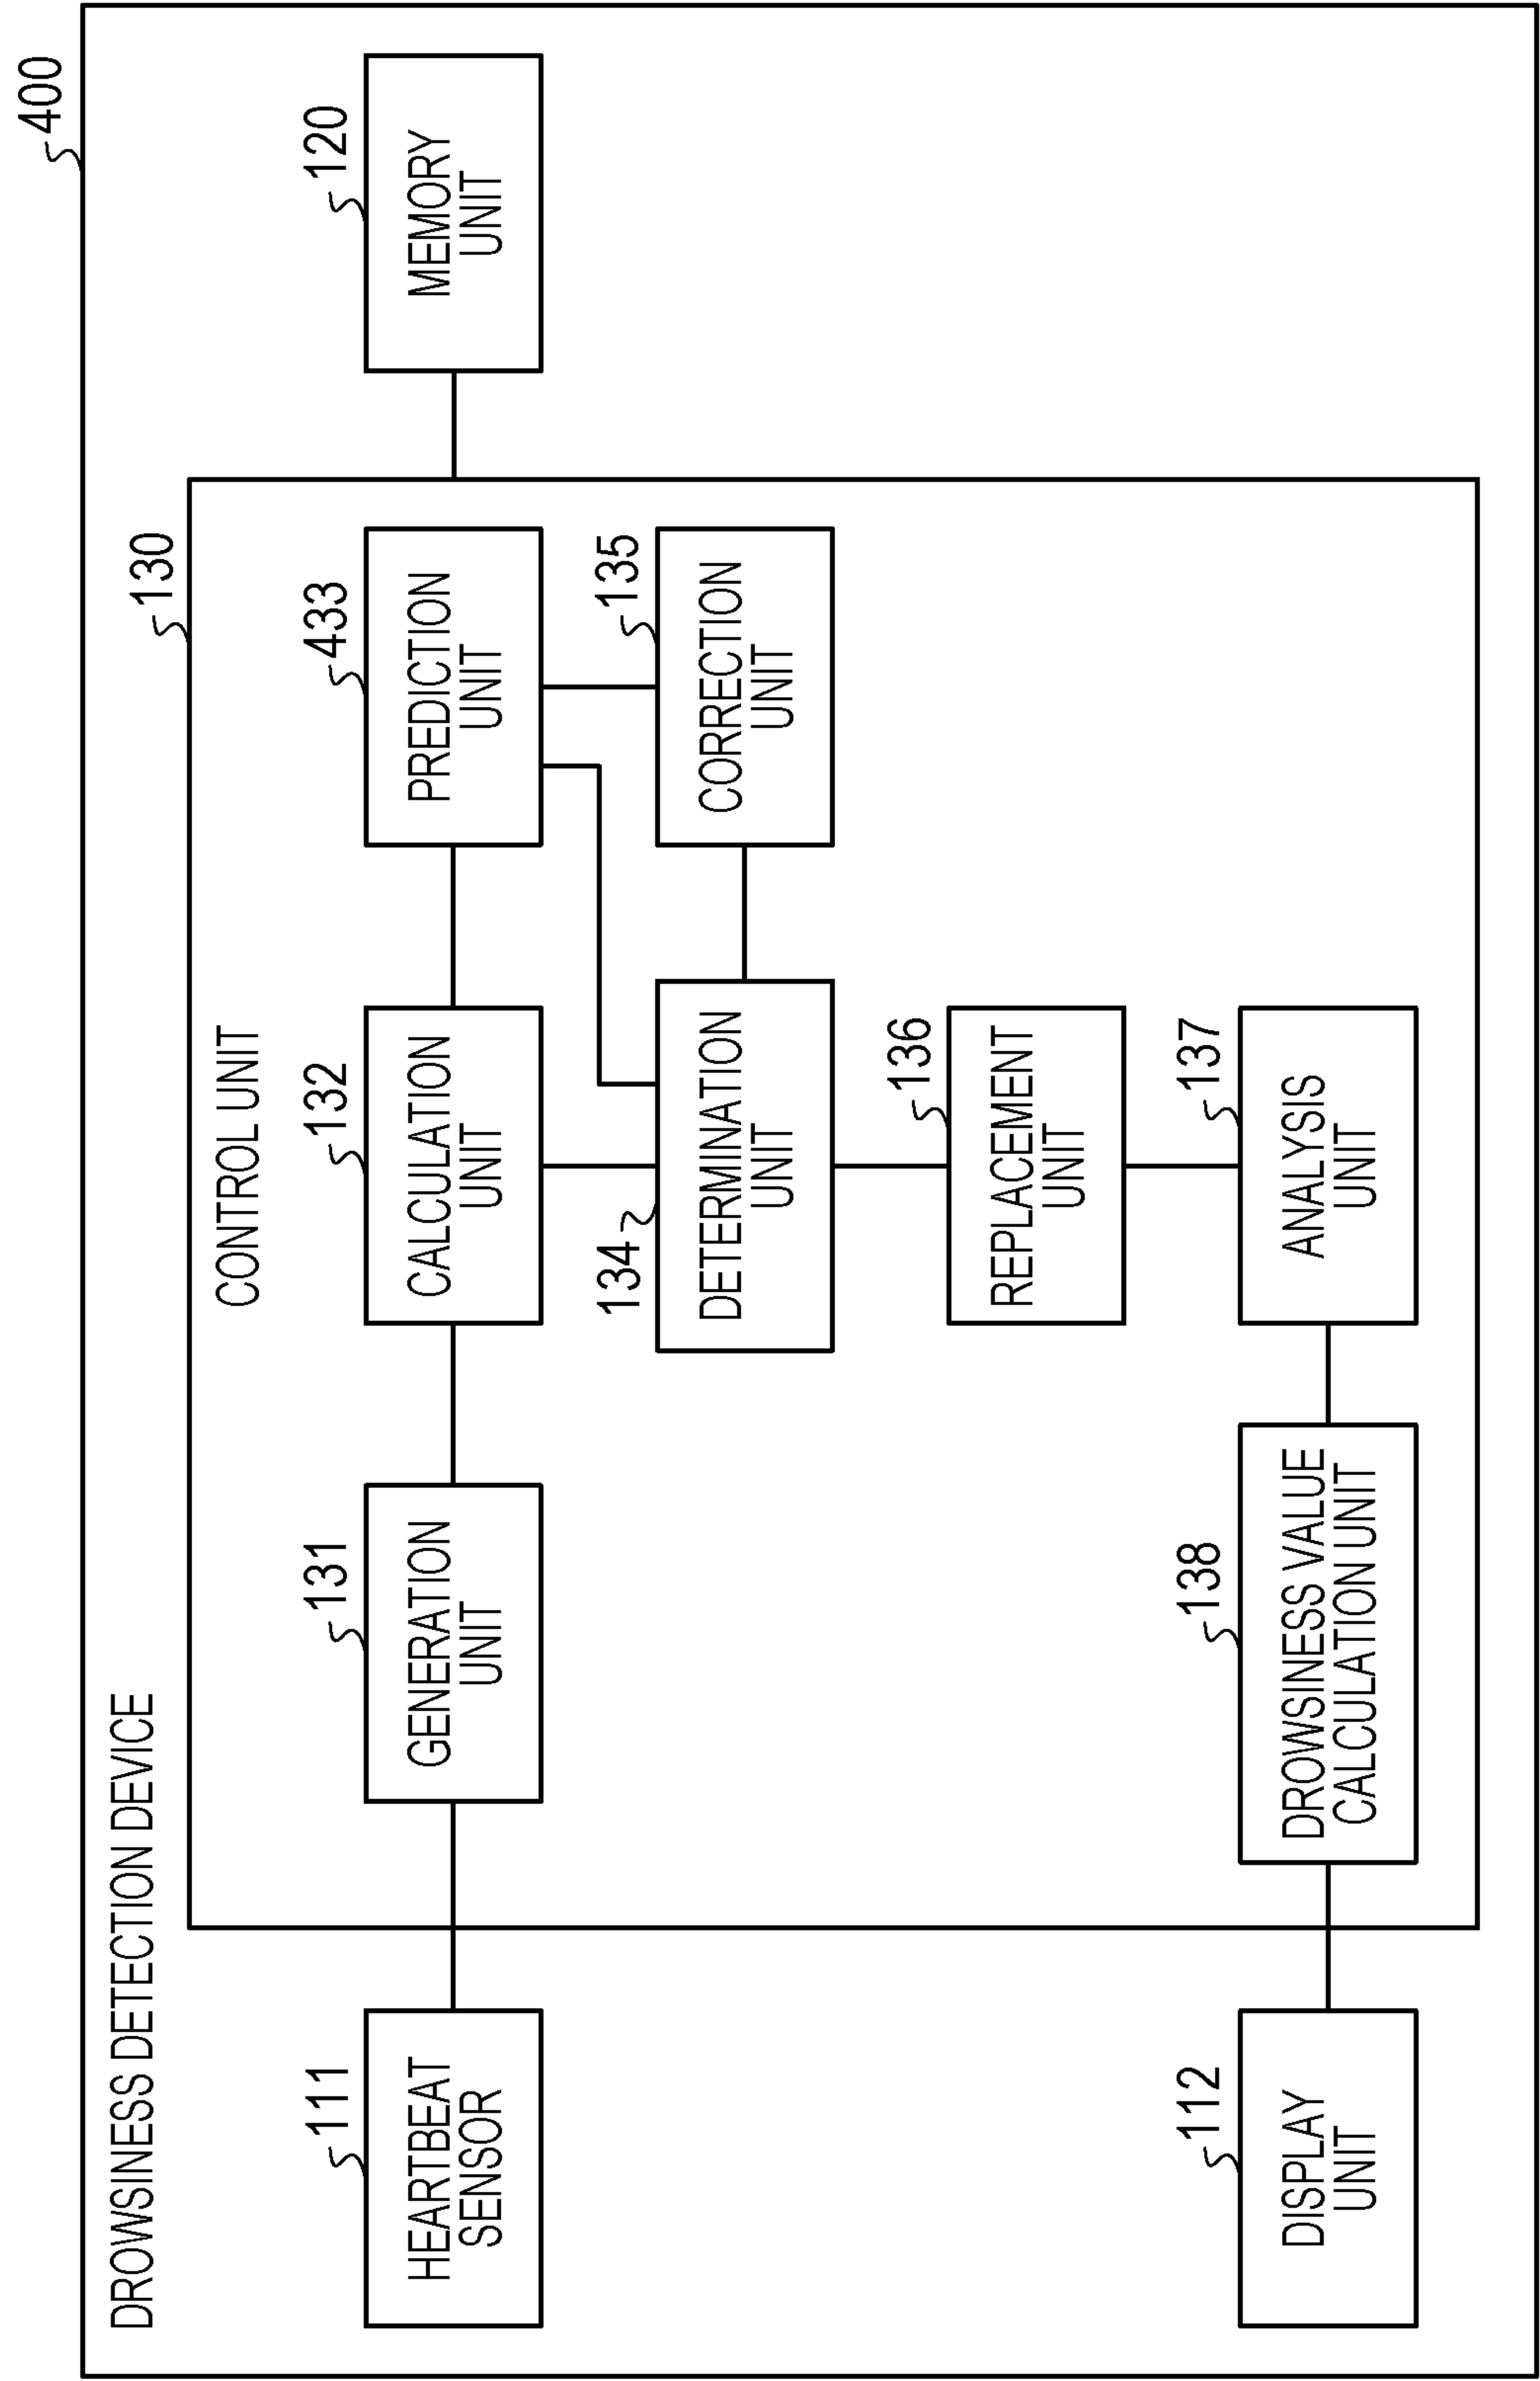 400
DROWSINESS DETECTION DEVICE
130
CONTROL UNIT
111
HEARTBEAT
SENSOR
131
GENERATION
UNIT
132
CALCULATION
UNIT
433
PREDICTION
UNIT
120
MEMORY
UNIT
134
DETERMINATION
UNIT
135
CORRECTION
UNIT
136
REPLACEMENT
UNIT
112
DISPLAY
UNIT
138
DROWSINESS VALUE
CALCULATION UNIT
137
ANALYSIS
UNIT